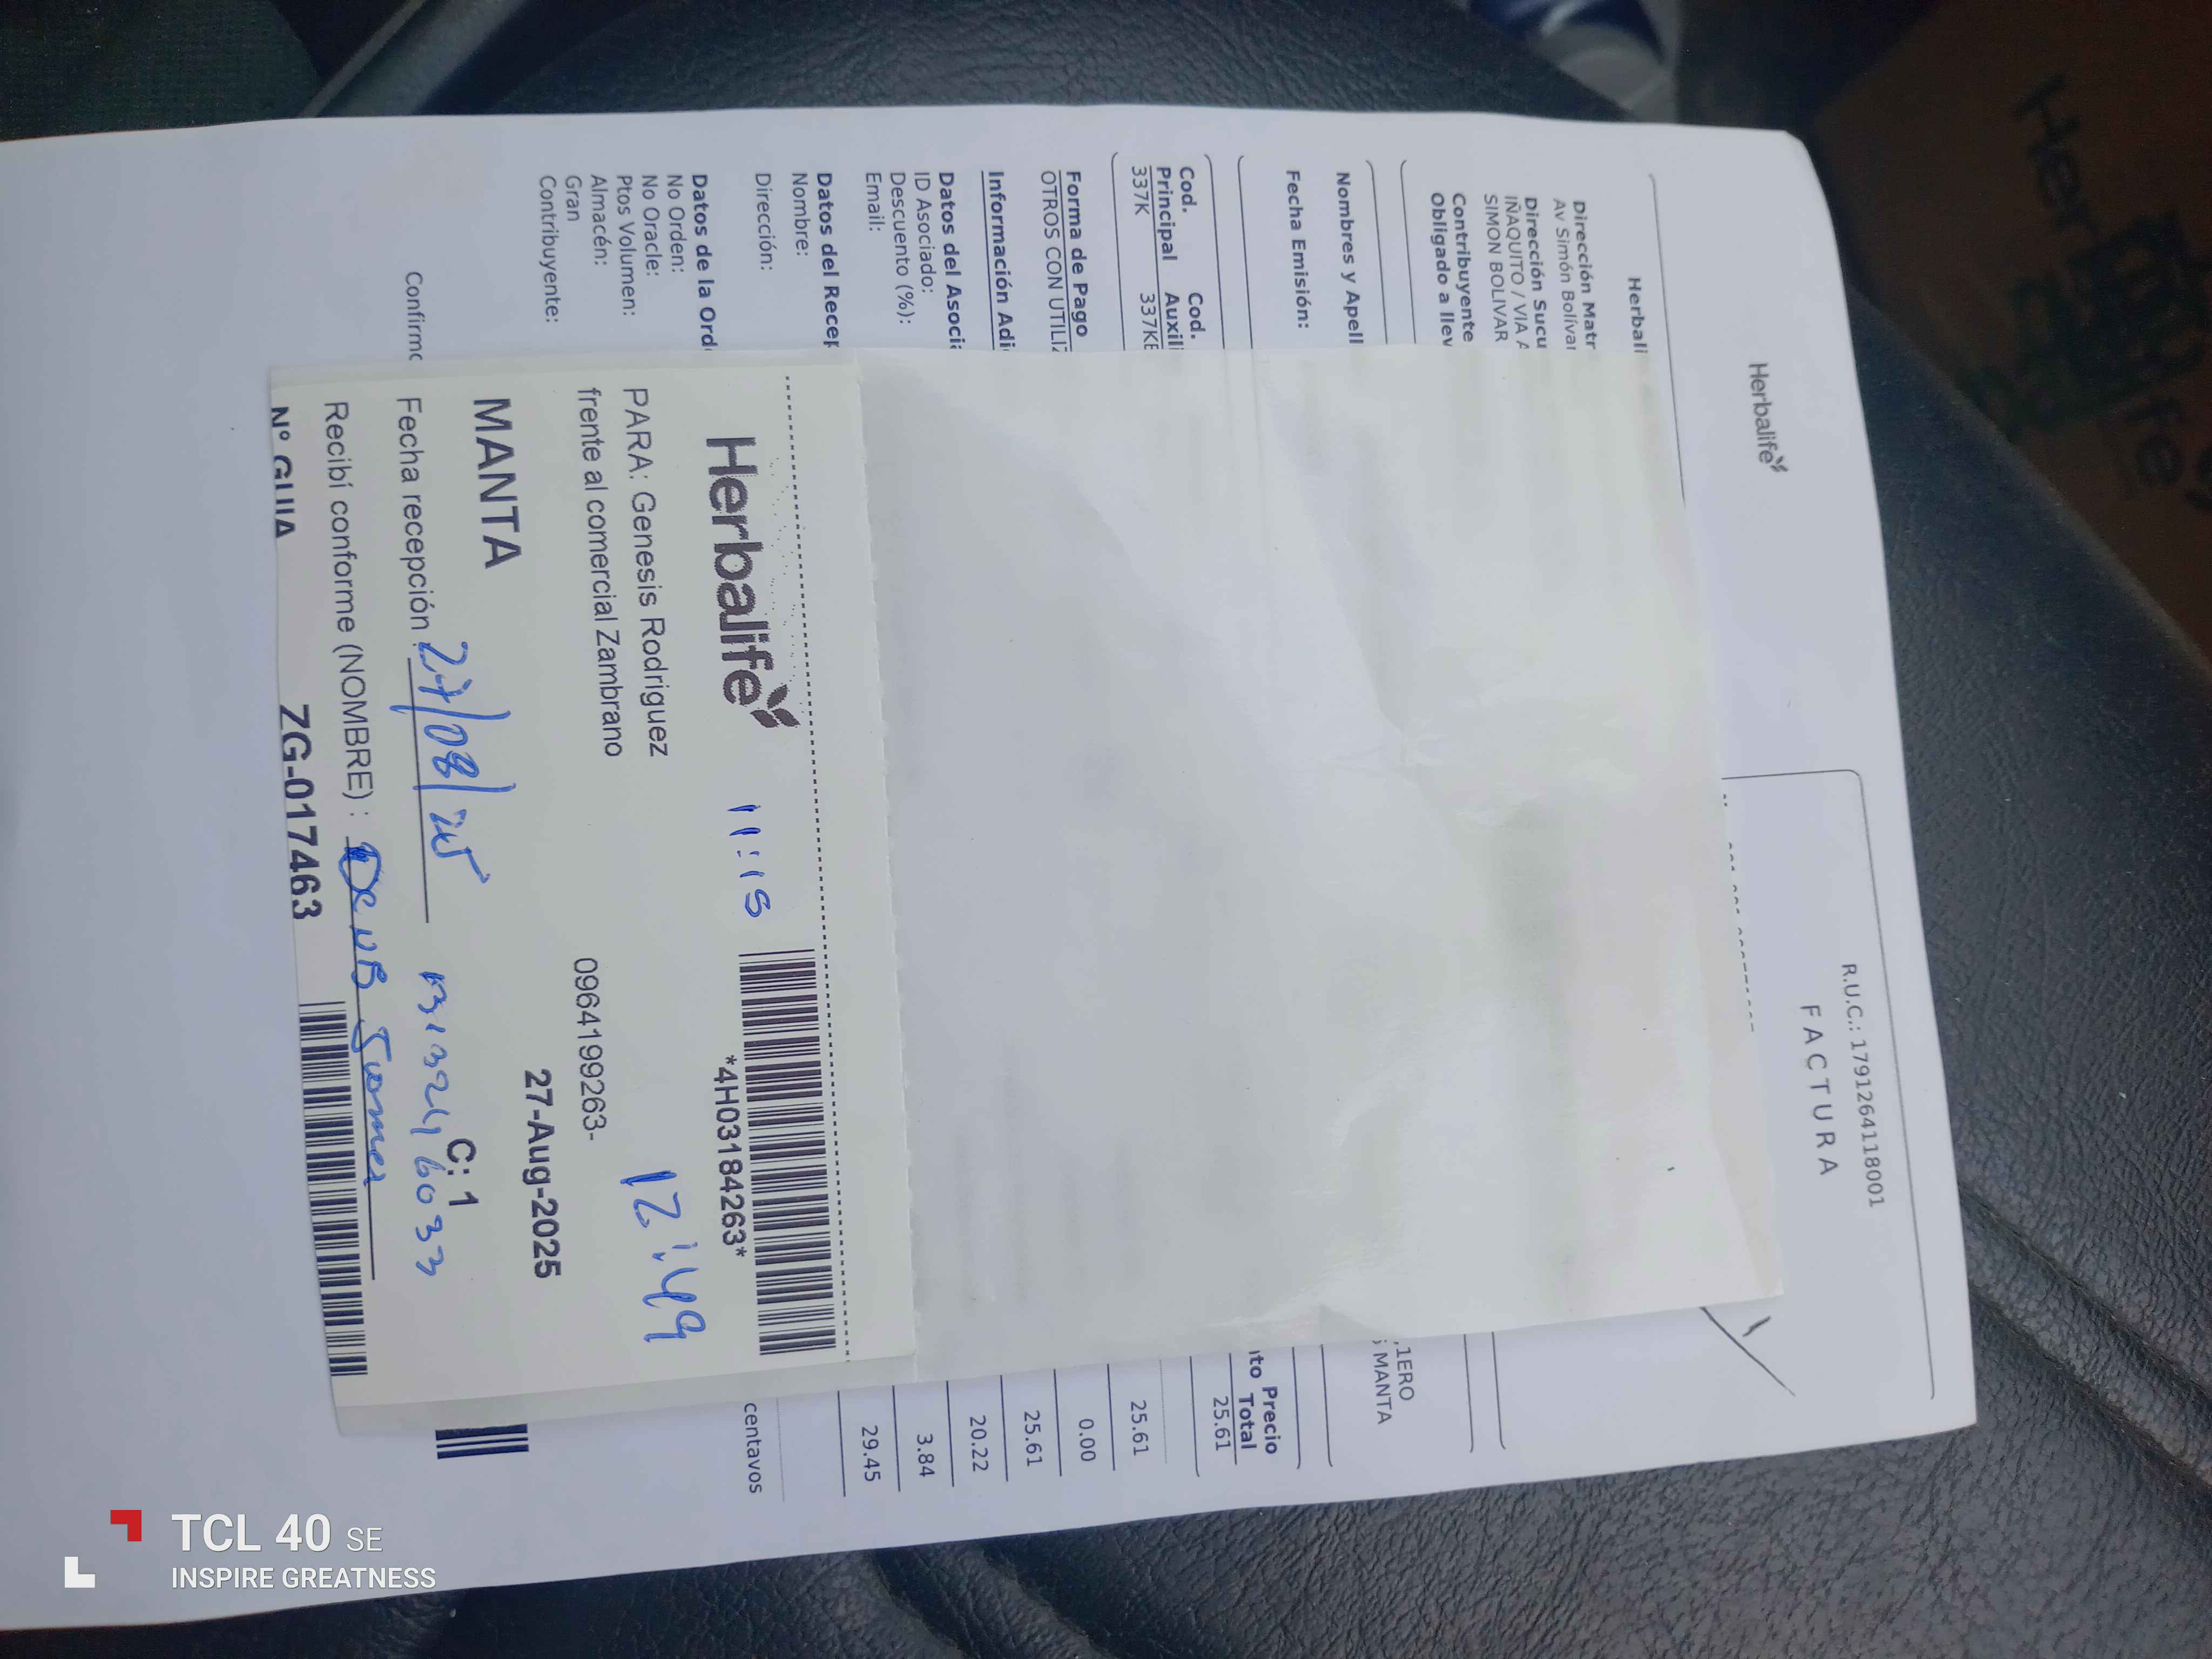 Herbalife
R.U.C.: 1791264118001
FACTURA
Herbali
Dirección Matr
Av Simón Bolívar
Dirección Sucu
IÑAQUITO / VIA A
SIMON BOLIVAR
Contribuyente
Obligado a llev
,1ERO
MANTA
Nombres y Apell
Fecha Emisión:
Cod. Principal Cod. Auxil
Precio Total
337K 337KE 25.61
25.61
Forma de Pago
OTROS CON UTILIZ
0.00
25.61
Información Adi
20.22
Datos del Asocia
ID Asociado:
Descuento (%):
Email:
3.84
29.45
Datos del Recep
Nombre:
Dirección:
centavos
Datos de la Ord
No Orden:
No Oracle:
Ptos Volumen:
Almacén:
Gran
Contribuyente:
Confirmo
Herbalife 11:15
*4H03184263*
PARA: Genesis Rodriguez 12:49
frente al comercial Zambrano 0964199263-
MANTA 27-Aug-2025
C: 1
Fecha recepción : 27/08/25
Recibí conforme (NOMBRE) :
Nº GUIA ZG-017463
TCL 40 SE
INSPIRE GREATNESS